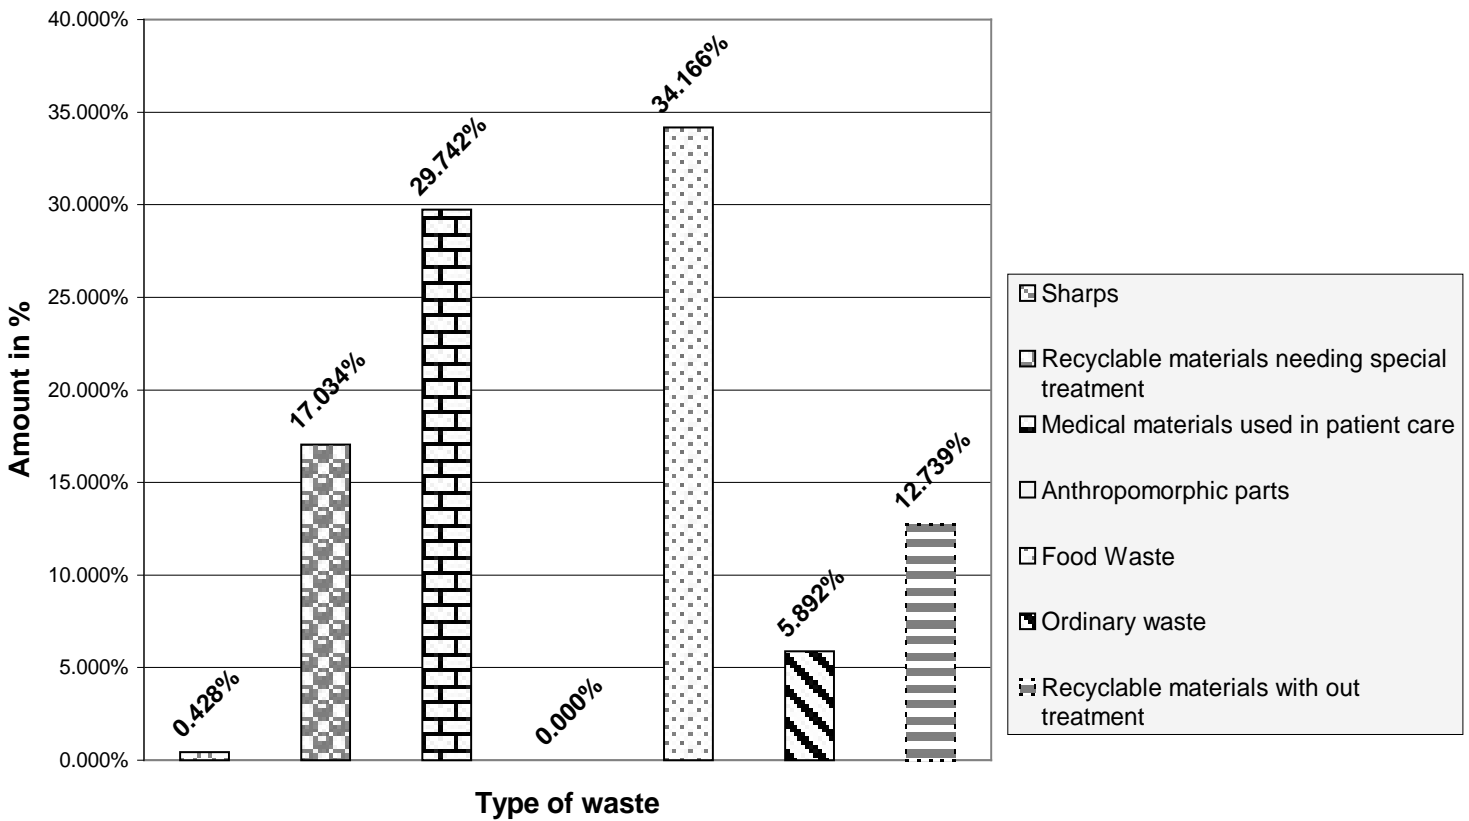 40.000%
35.000%
30.000%
25.000%
20.000%
15.000%
10.000%
5.000%
0.000%
Amount in %
0.428%
17.034%
29.742%
0.000%
34.166%
5.892%
12.739%
Type of waste
Sharps
Recyclable materials needing special
treatment
Medical materials used in patient care
Anthropomorphic parts
Food Waste
Ordinary waste
Recyclable materials with out
treatment